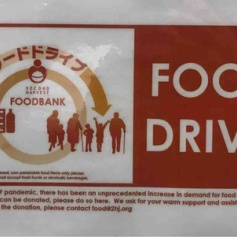 ードドライブ
SECOND
HARVEST
FOODBANK
FOO
DRIV
pandemic, there has been an unprecedented increase in demand for food
can be donated, please do so here. We ask for your warm support and assist
the donation, please contact food@2hj.org